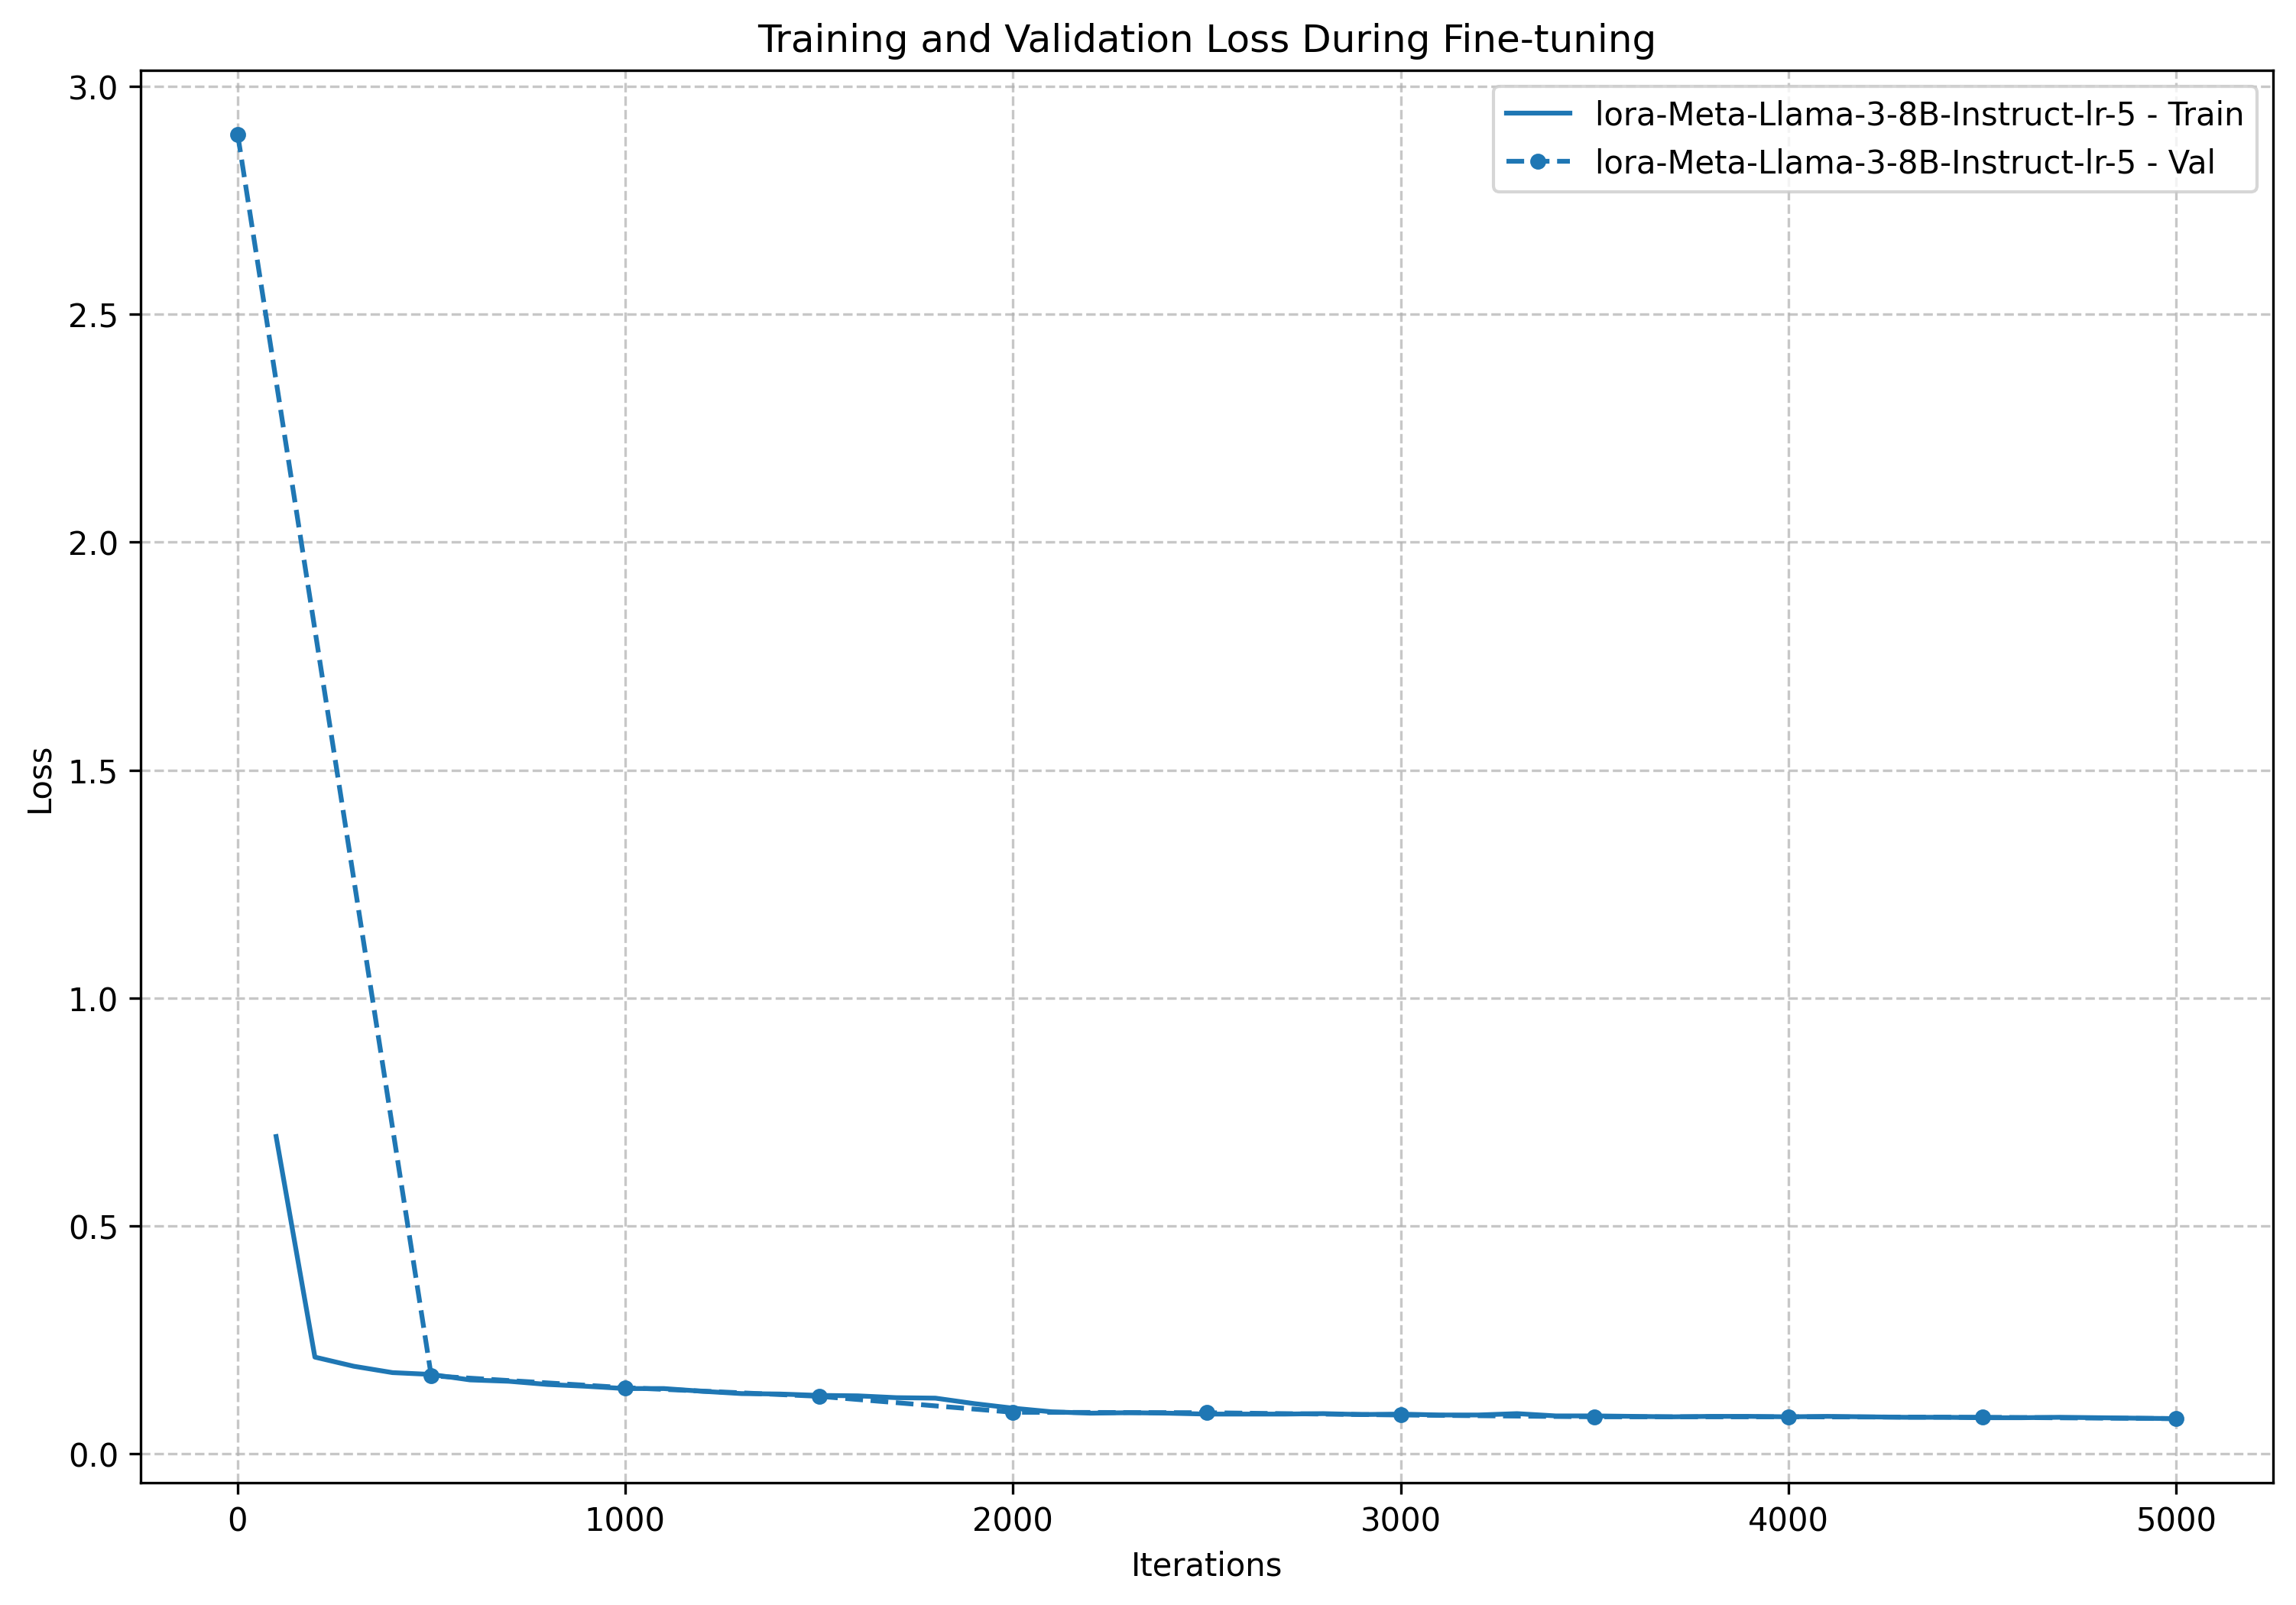 Training and Validation Loss During Fine-tuning
lora-Meta-Llama-3-8B-Instruct-lr-5 - Train
lora-Meta-Llama-3-8B-Instruct-lr-5 - Val
3.0
2.5
2.0
1.5
1.0
0.5
0.0
Loss
0 1000 2000 3000 4000 5000
Iterations